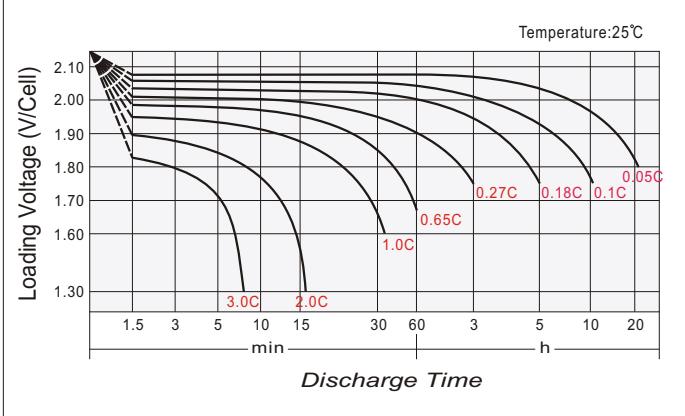 Temperature:25℃
Loading Voltage (V/Cell)
2.10
2.00
1.90
1.80
1.70
1.60
1.30
0.05C
0.1C
0.18C
0.27C
0.65C
1.0C
2.0C
3.0C
1.5 3 5 10 15 30 60 3 5 10 20
min h
Discharge Time